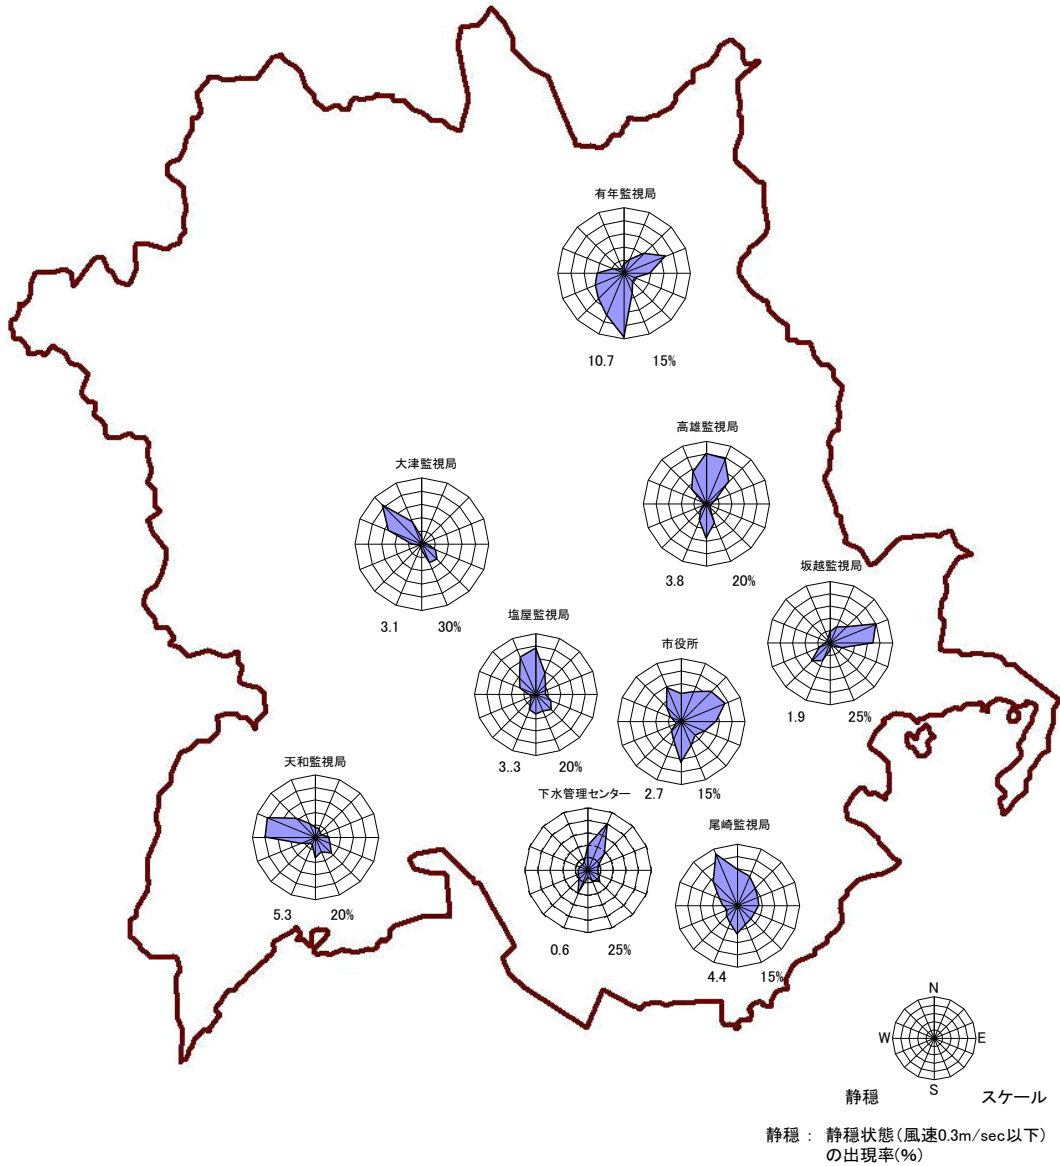 有年監視局
10.7 15%
高雄監視局
3.8 20%
大津監視局
3.1 30%
坂越監視局
1.9 25%
塩屋監視局
3..3 20%
市役所
2.7 15%
天和監視局
5.3 20%
下水管理センター
0.6 25%
尾崎監視局
4.4 15%
N
W E
S
静穏 スケール
静穏： 静穏状態(風速0.3m/sec以下)
の出現率(%)